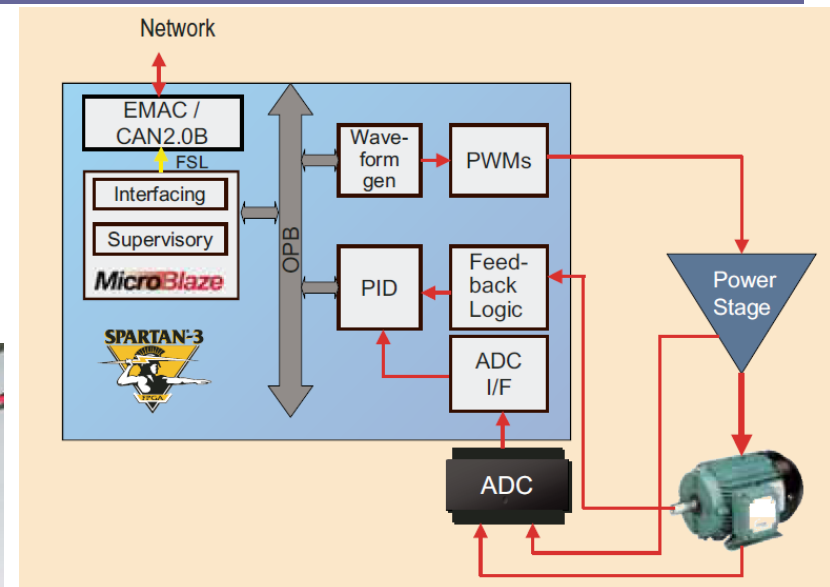 Network
EMAC /
CAN2.0B
FSL
Interfacing
Supervisory
MicroBlaze
SPARTAN-3
FPGA
OPB
Wave-
form
gen
PWMs
PID
Feed-
back
Logic
ADC
I/F
Power
Stage
ADC